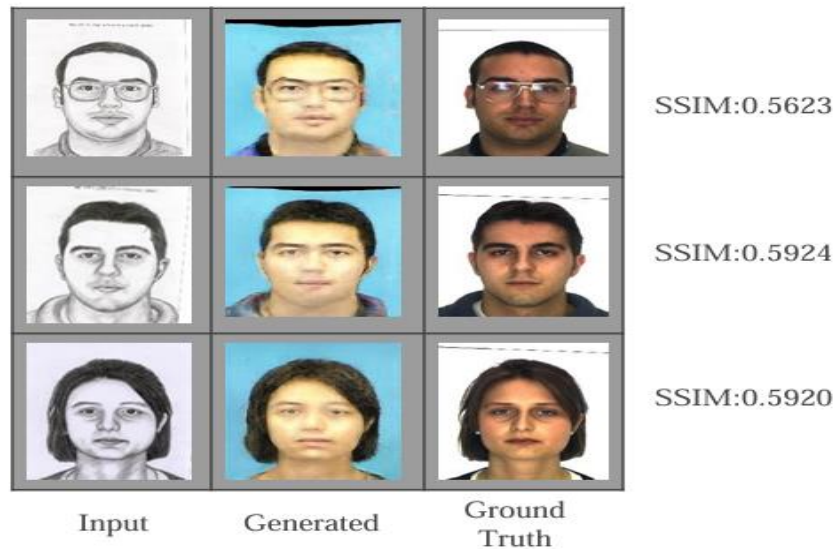 SSIM:0.5623
SSIM:0.5924
SSIM:0.5920
Input
Generated
Ground
Truth